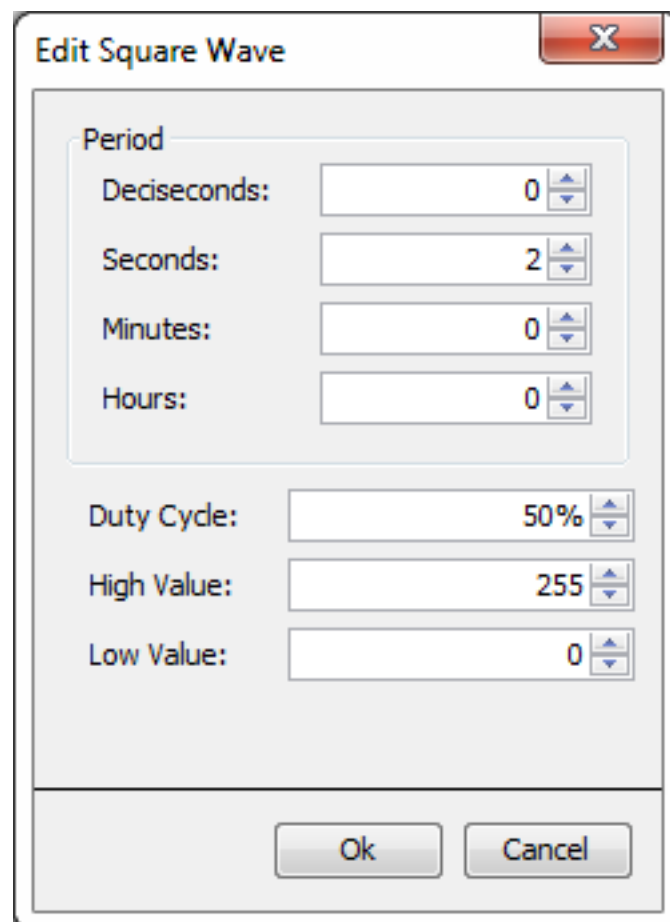 Edit Square Wave
Period
Deciseconds: 0
Seconds: 2
Minutes: 0
Hours: 0
Duty Cycle: 50%
High Value: 255
Low Value: 0
Ok Cancel